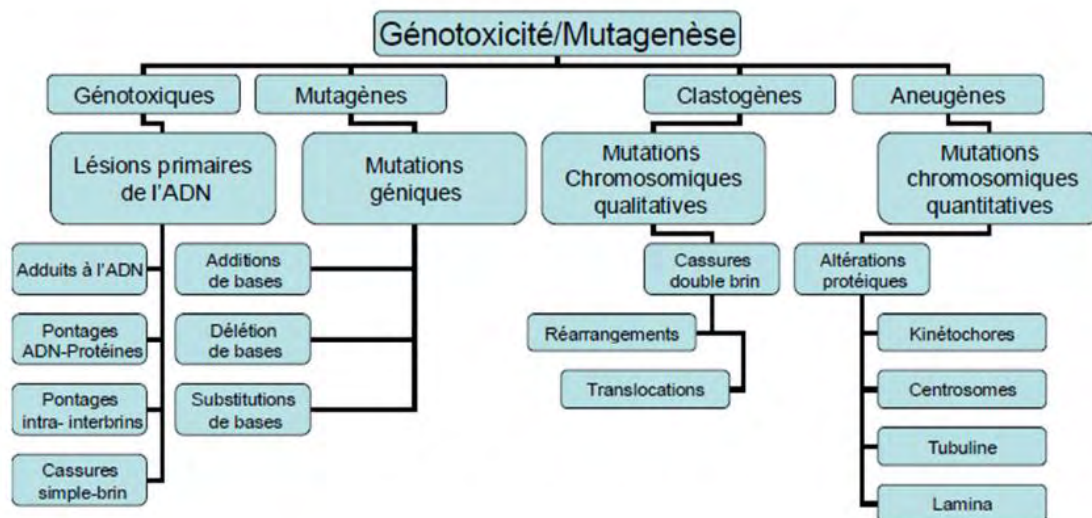 Génotoxicité/Mutagenèse
Génotoxiques
Mutagènes
Clastogènes
Aneugènes
Lésions primaires
de l'ADN
Mutations
géniques
Mutations
Chromosomiques
qualitatives
Mutations
chromosomiques
quantitatives
Adduits à l'ADN
Pontages
ADN-Protéines
Pontages
intra- interbrins
Cassures
simple-brin
Additions
de bases
Délétion
de bases
Substitutions
de bases
Cassures
double brin
Réarrangements
Translocations
Altérations
protéiques
Kinétochores
Centrosomes
Tubuline
Lamina